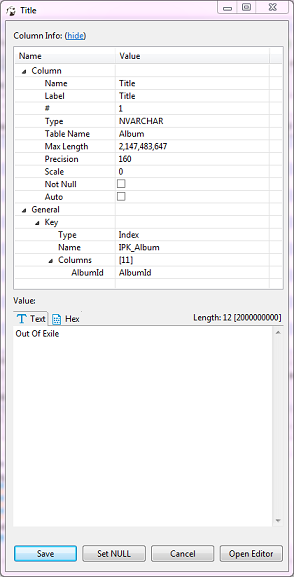 Title
Column Info: (hide)
Name Value
Column
Name Title
Label Title
# 1
Type NVARCHAR
Table Name Album
Max Length 2,147,483,647
Precision 160
Scale 0
Not Null
Auto
General
Key
Type Index
Name IPK_Album
Columns [11]
AlbumId AlbumId
Value:
Text Hex Length: 12 [2000000000]
Out Of Exile
Save Set NULL Cancel Open Editor